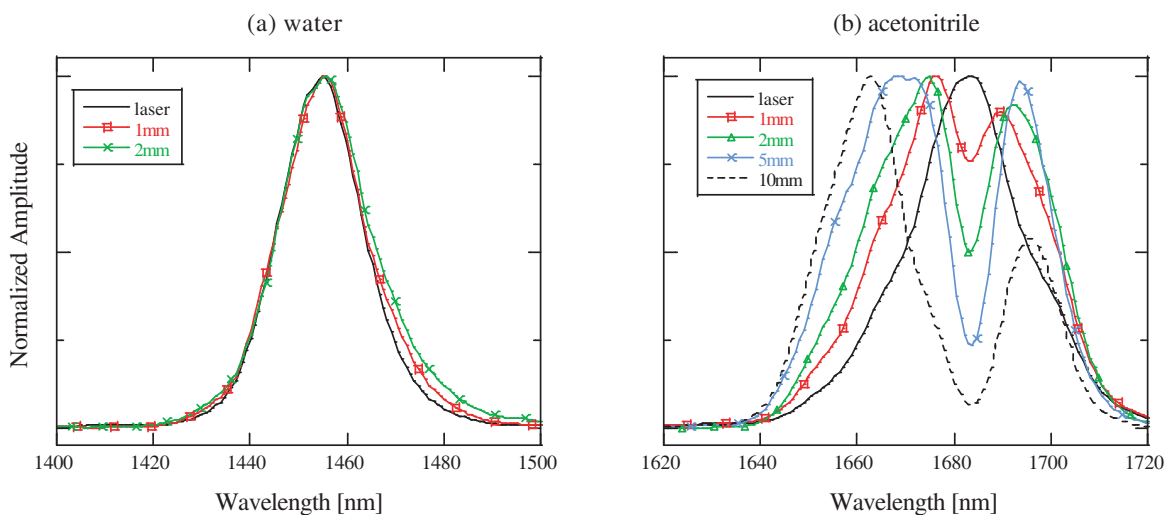 (a) water
(b) acetonitrile
Normalized Amplitude
laser
1mm
2mm
laser
1mm
2mm
5mm
10mm
1400 1420 1440 1460 1480 1500
1620 1640 1660 1680 1700 1720
Wavelength [nm]
Wavelength [nm]